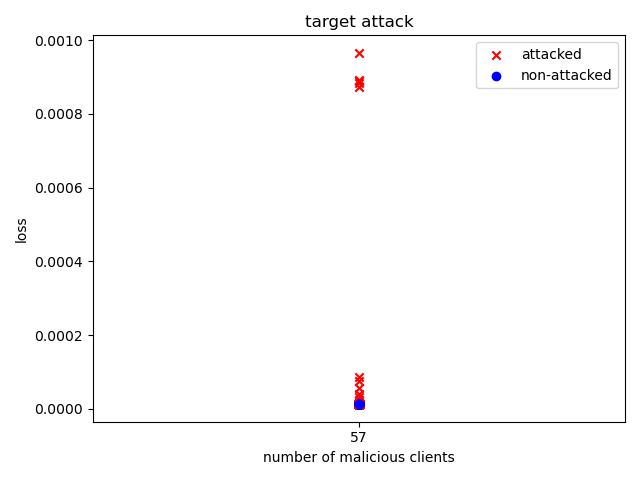 target attack
attacked
non-attacked
0.0010
0.0008
0.0006
0.0004
0.0002
0.0000
loss
57
number of malicious clients